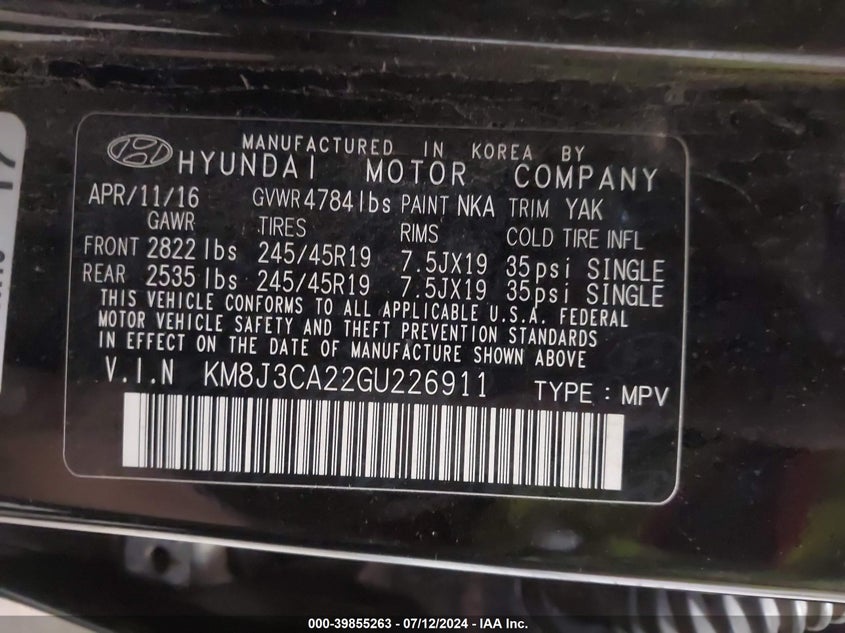 MANUFACTURED IN KOREA BY
HYUNDAI MOTOR COMPANY
APR/11/16 GVWR 4784 lbs PAINT NKA TRIM YAK
GAWR TIRES RIMS COLD TIRE INFL
FRONT 2822 lbs 245/45R19 7.5JX19 35psi SINGLE
REAR 2535 lbs 245/45R19 7.5JX19 35psi SINGLE
THIS VEHICLE CONFORMS TO ALL APPLICABLE U.S.A. FEDERAL
MOTOR VEHICLE SAFETY AND THEFT PREVENTION STANDARDS
IN EFFECT ON THE DATE OF MANUFACTURE SHOWN ABOVE
V.I.N KM8J3CA22GU226911 TYPE : MPV
000-39855263 - 07/12/2024 - IAA Inc.